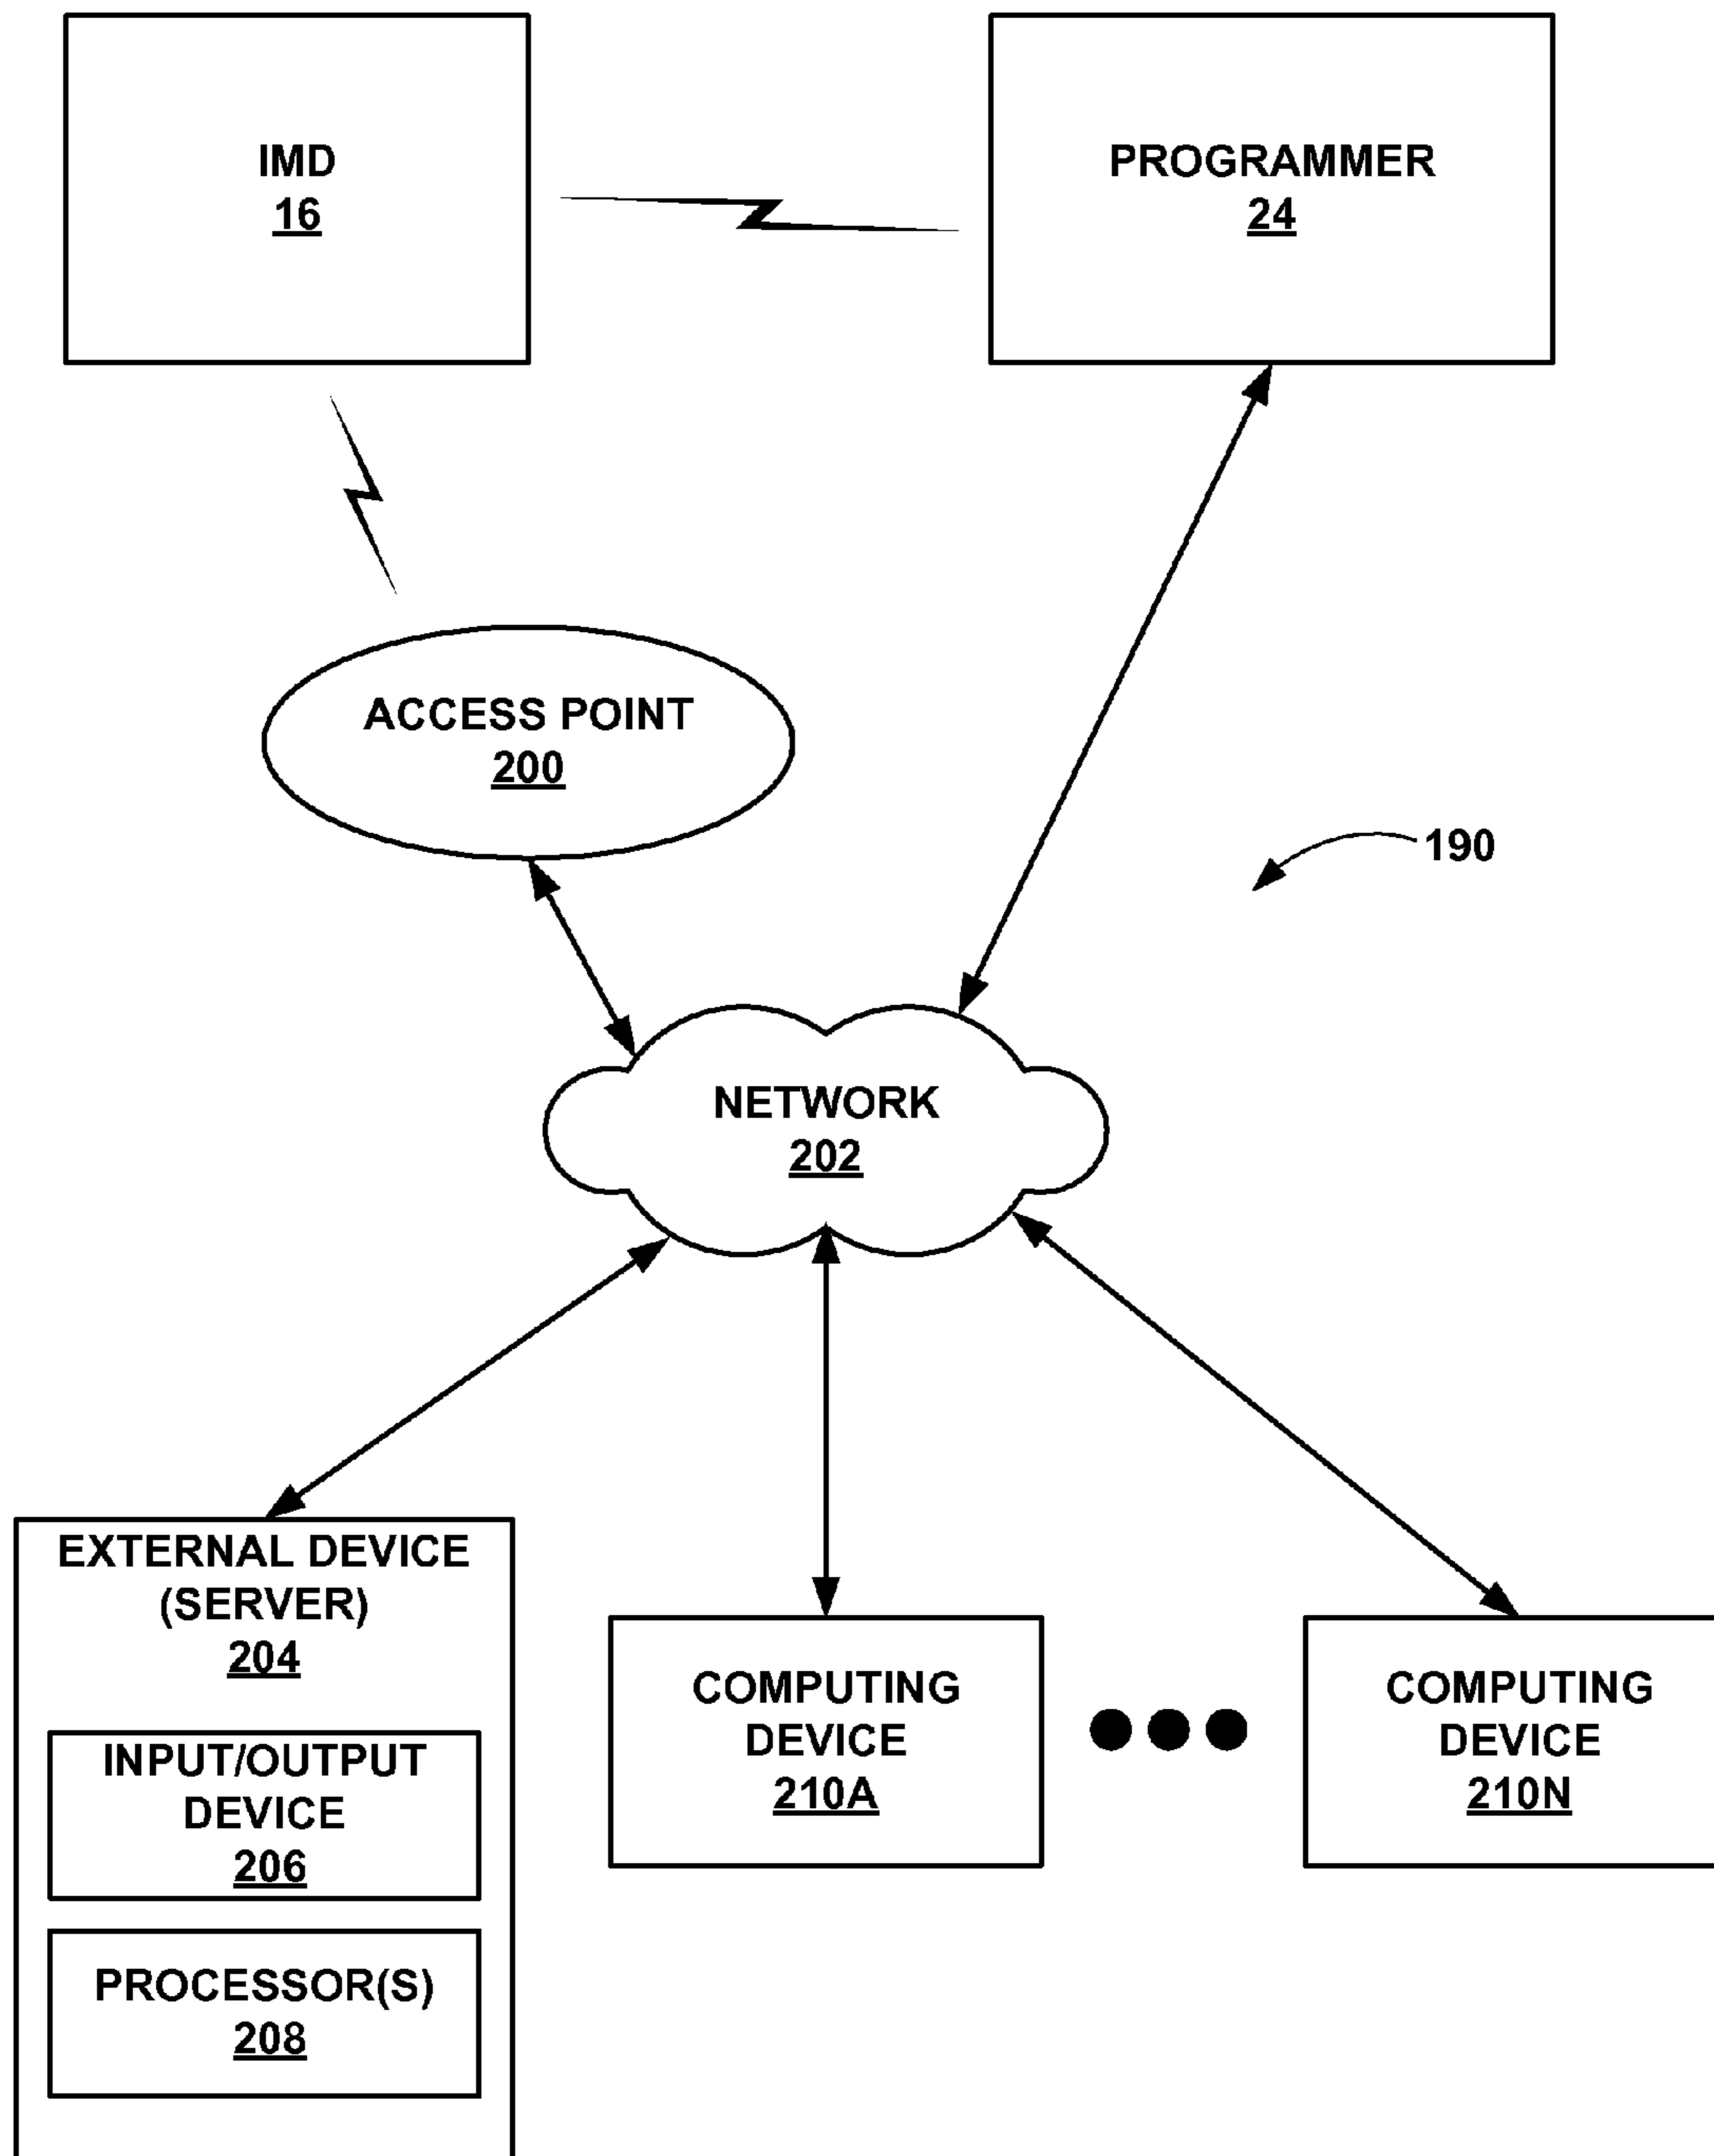 IMD
16
PROGRAMMER
24
ACCESS POINT
200
190
NETWORK
202
EXTERNAL DEVICE
(SERVER)
204
INPUT/OUTPUT
DEVICE
206
PROCESSOR(S)
208
COMPUTING
DEVICE
210A
COMPUTING
DEVICE
210N